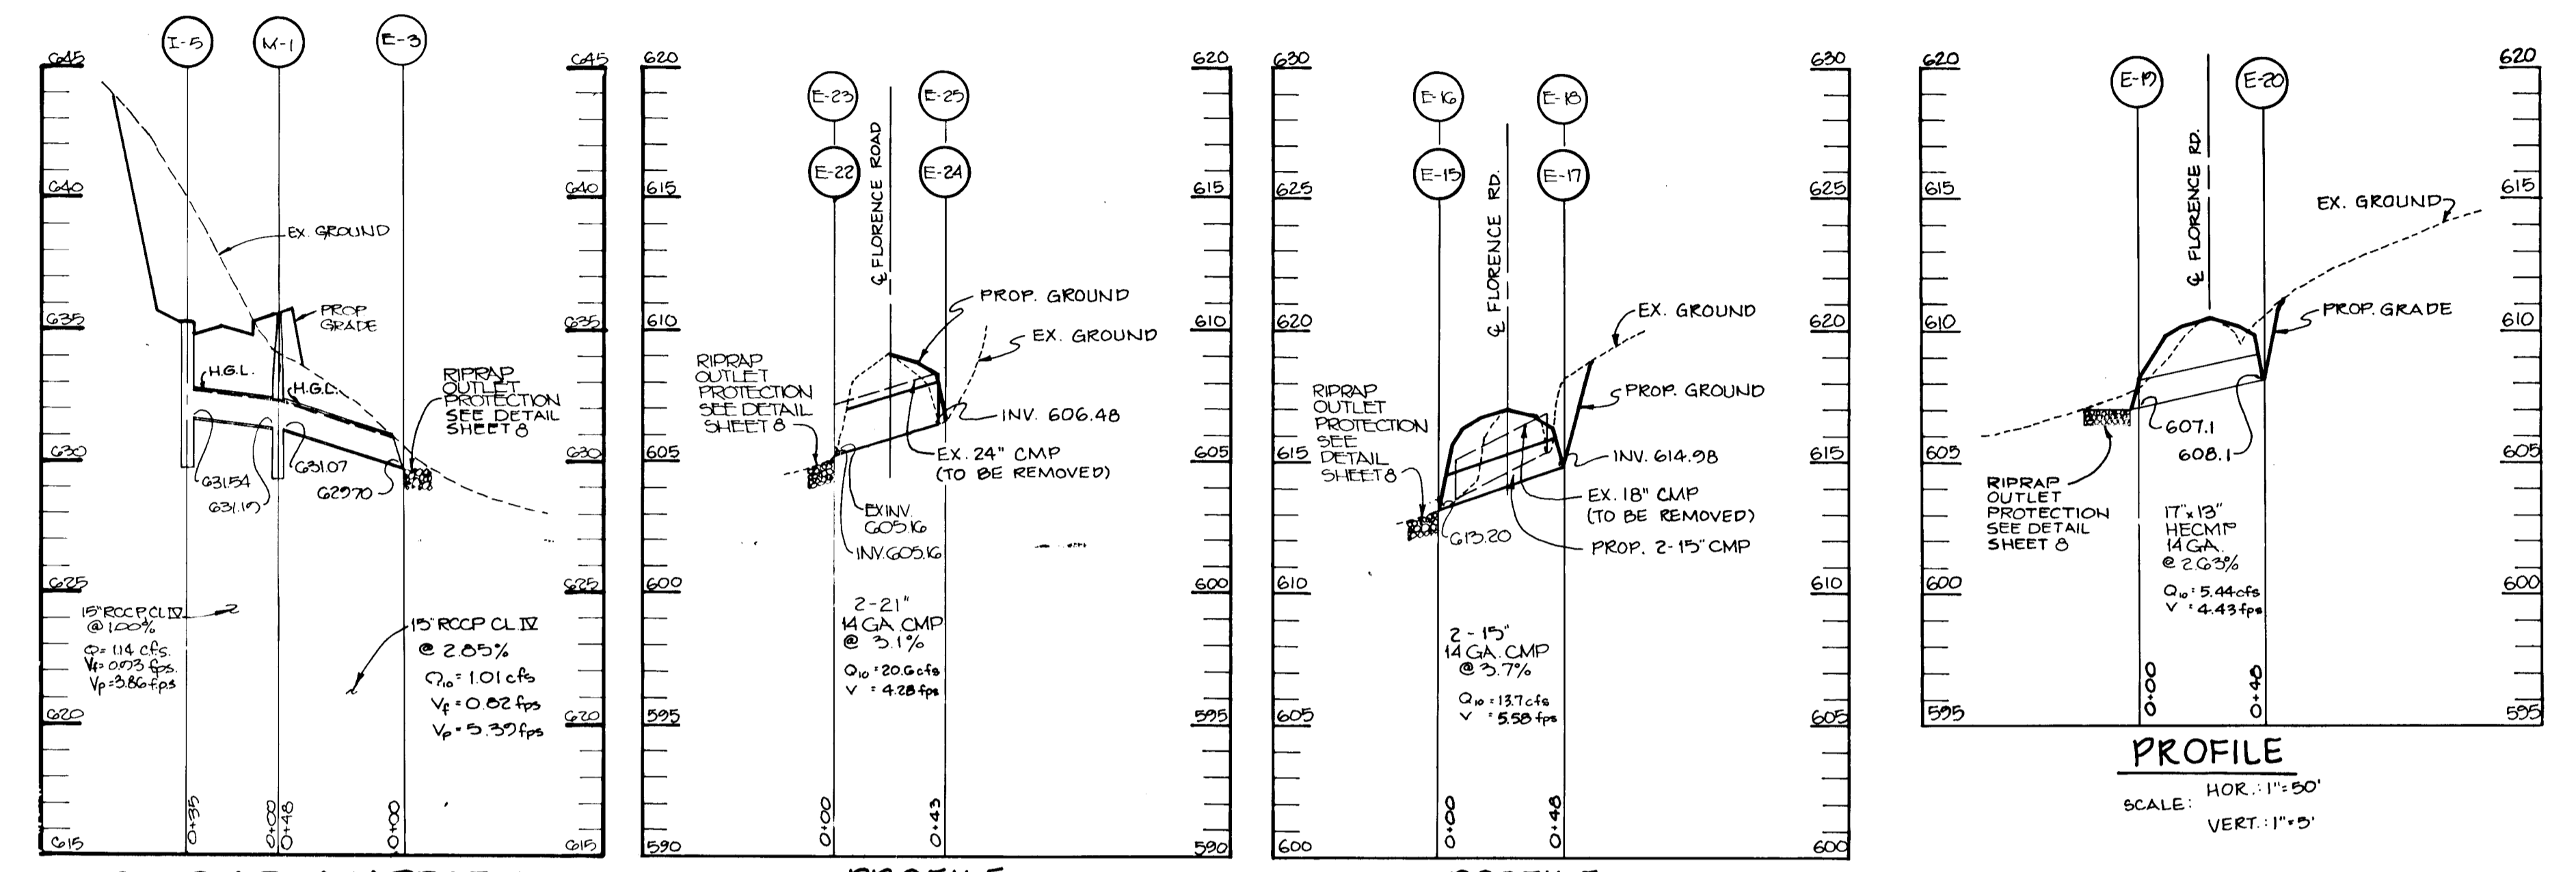 I-5
M-1
E-3
645
645
640
640
635
635
630
630
625
625
620
620
615
615
EX. GROUND
PROP
GRADE
H.G.L.
H.G.L.
RIPRAP
OUTLET
PROTECTION
SEE DETAIL
SHEET 8
631.54
631.19
631.07
629.70
15" RCCP, CL IV
@ 1.00%
Q= 1.14 c.f.s.
Vf= 0.93 fps.
Vp=3.86 f.p.s
15" RCCP CL IV
@ 2.85%
Q10 = 1.01 cfs
Vf = 0.82 fps
Vp = 5.39 fps
0+35
0+00
0+48
0+00
620
620
615
615
610
610
605
605
600
600
595
595
590
590
E-23
E-25
E-22
E-24
℄ FLORENCE ROAD
PROP. GROUND
EX. GROUND
RIPRAP
OUTLET
PROTECTION
SEE DETAIL
SHEET 8
INV. 606.48
EX. 24" CMP
(TO BE REMOVED)
EX INV.
605.16
INV. 605.16
2-21"
14 GA. CMP
@ 3.1%
Q10 = 20.6 cfs
V = 4.28 fps
0+00
0+43
PROFILE
630
630
625
625
620
620
615
615
610
610
605
605
600
600
E-16
E-18
E-15
E-17
℄ FLORENCE RD.
EX. GROUND
PROP. GROUND
RIPRAP
OUTLET
PROTECTION
SEE
DETAIL
SHEET 8
INV. 614.98
EX. 18" CMP
(TO BE REMOVED)
613.20
PROP. 2-15" CMP
2-15"
14 GA. CMP
@ 3.7%
Q10 = 13.7 cfs
V = 5.58 fps
0+00
0+48
PROFILE
620
620
615
615
610
610
605
605
600
600
595
595
E-19
E-20
℄ FLORENCE RD.
EX. GROUND
PROP. GRADE
607.1
608.1
RIPRAP
OUTLET
PROTECTION
SEE DETAIL
SHEET 8
17"x13"
HECMP
14 GA.
@ 2.63%
Q10 = 5.44 cfs
V = 4.43 fps
0+00
0+48
PROFILE
SCALE:
HOR.: 1"=50'
VERT.: 1"=5'